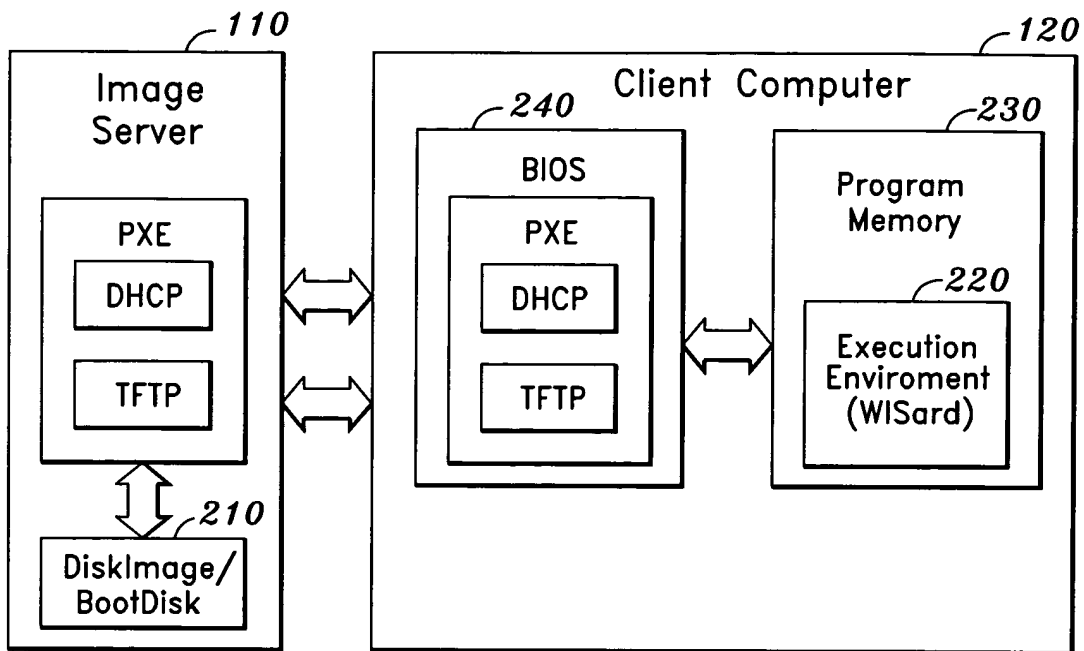 110
Image
Server
PXE
DHCP
TFTP
210
DiskImage/
BootDisk
120
Client Computer
240
BIOS
PXE
DHCP
TFTP
230
Program
Memory
220
Execution
Enviroment
(WISard)